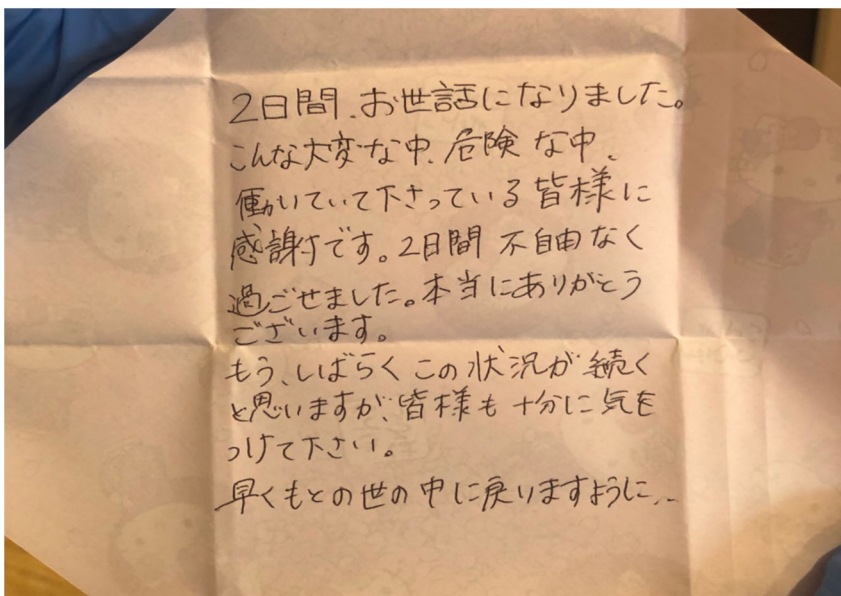 2日間、お世話になりました。
こんな大変な中、危険な中、
働いていて下さっている皆様に
感謝です。2日間不自由なく
過ごせました。本当にありがとう
ございます。
もう、しばらくこの状況が続く
と思いますが、皆様も十分に気を
つけて下さい。
早くもとの世の中に戻りますように..